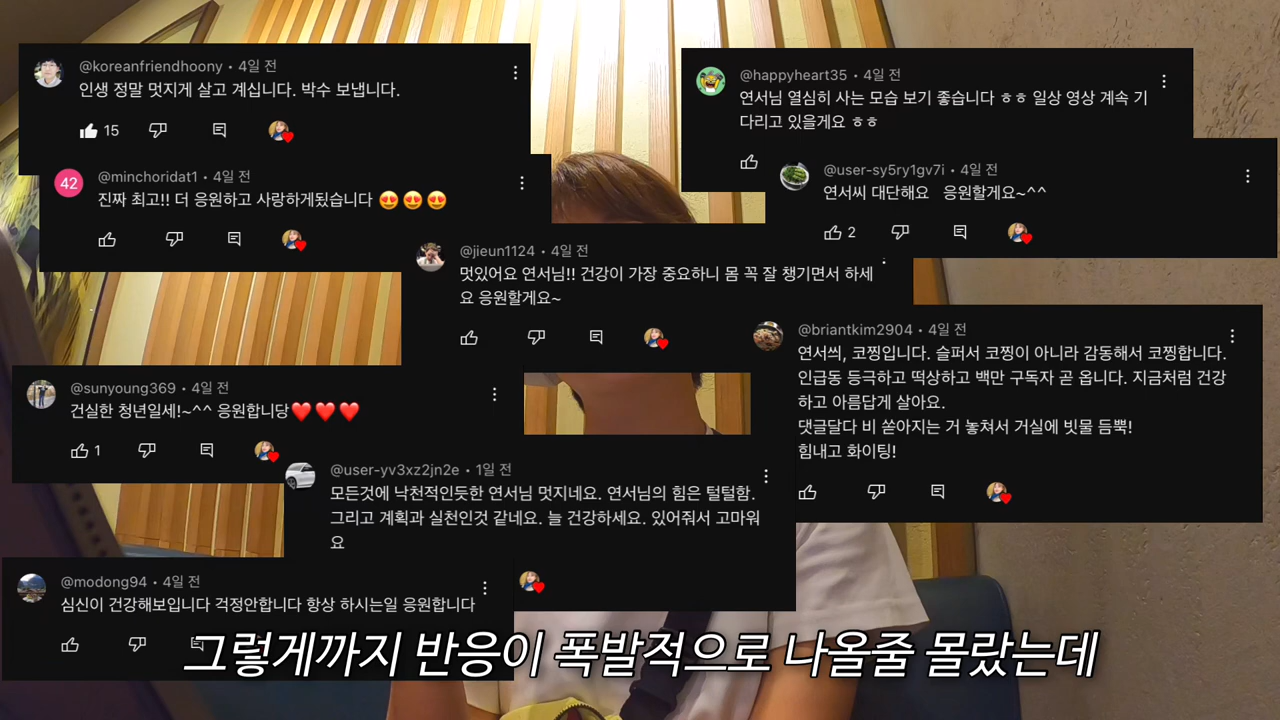 @koreanfriendhoony • 4일 전
인생 정말 멋지게 살고 계십니다. 박수 보냅니다.
15
@happyheart35 • 4일 전
연서님 열심히 사는 모습 보기 좋습니다 ㅎㅎ 일상 영상 계속 기
다리고 있을게요 ㅎㅎ
42
@minchoridat1 • 4일 전
진짜 최고!! 더 응원하고 사랑하게됬습니다 😍😍😍
@user-sy5ry1gv7i • 4일 전
연서씨 대단해요 응원할게요~^^
2
@jieun1124 • 4일 전
멋있어요 연서님!! 건강이 가장 중요하니 몸 꼭 잘 챙기면서 하세
요 응원할게요~
@briantkim2904 • 4일 전
연서씌, 코찡입니다. 슬퍼서 코찡이 아니라 감동해서 코찡합니다.
인급동 등극하고 떡상하고 백만 구독자 곧 옵니다. 지금처럼 건강
하고 아름답게 살아요.
댓글달다 비 쏟아지는 거 놓쳐서 거실에 빗물 듬뿍!
힘내고 화이팅!
@sunyoung369 • 4일 전
건실한 청년일세!~^^ 응원합니당❤️❤️❤️
1
@user-yv3xz2jn2e • 1일 전
모든것에 낙천적인듯한 연서님 멋지네요. 연서님의 힘은 털털함.
그리고 계획과 실천인것 같네요. 늘 건강하세요. 있어줘서 고마워
요
@modong94 • 4일 전
심신이 건강해보입니다 걱정안합니다 항상 하시는일 응원합니다
그렇게까지 반응이 폭발적으로 나올줄 몰랐는데